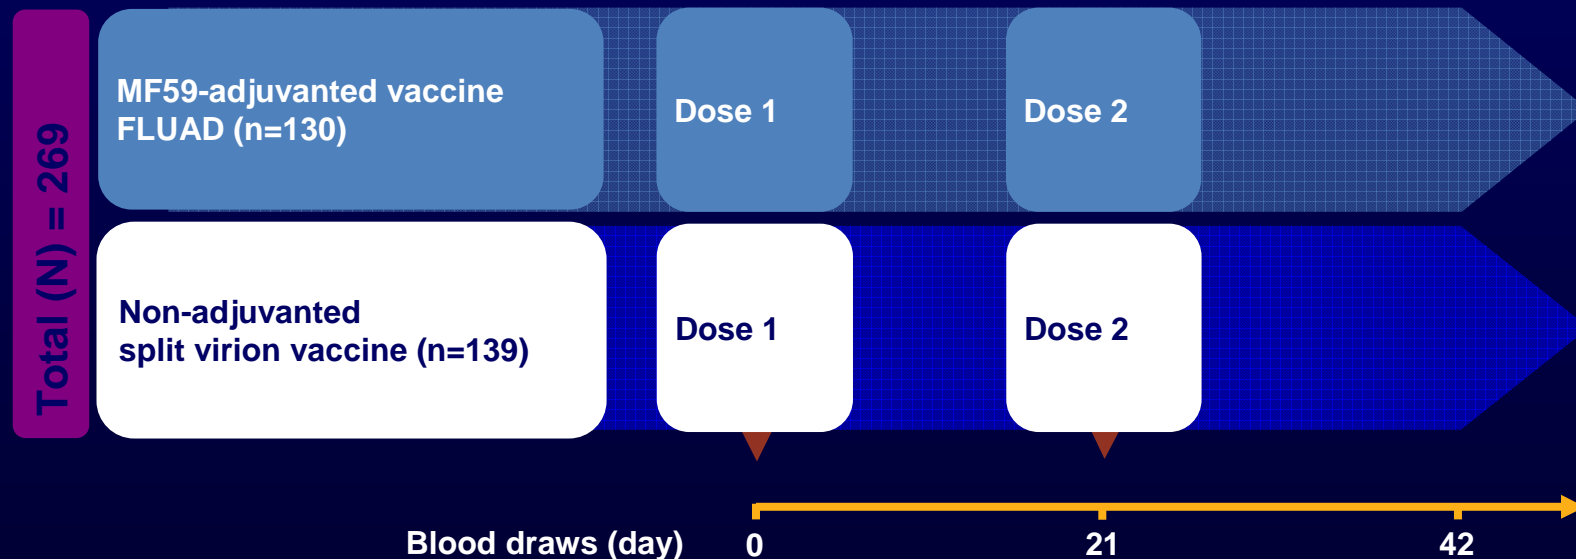 Total (N) = 269
MF59-adjuvanted vaccine
FLUAD (n=130)
Dose 1
Dose 2
Non-adjuvanted
split virion vaccine (n=139)
Dose 1
Dose 2
Blood draws (day)
0
21
42